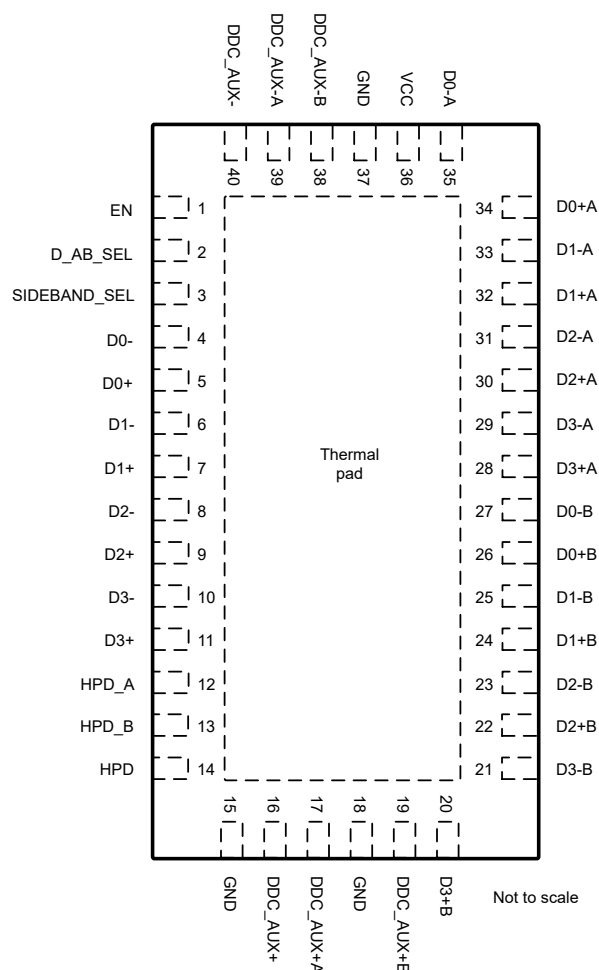 DDC_AUX-
DDC_AUX-A
DDC_AUX-B
GND
VCC
D0-A
40
39
38
37
36
35
EN
1
34
D0+A
D_AB_SEL
2
33
D1-A
SIDEBAND_SEL
3
32
D1+A
D0-
4
31
D2-A
D0+
5
30
D2+A
D1-
6
29
D3-A
D1+
7
28
D3+A
Thermal
pad
D2-
8
27
D0-B
D2+
9
26
D0+B
D3-
10
25
D1-B
D3+
11
24
D1+B
HPD_A
12
23
D2-B
HPD_B
13
22
D2+B
HPD
14
21
D3-B
15
16
17
18
19
20
GND
DDC_AUX+
DDC_AUX+A
GND
DDC_AUX+B
D3+B
Not to scale